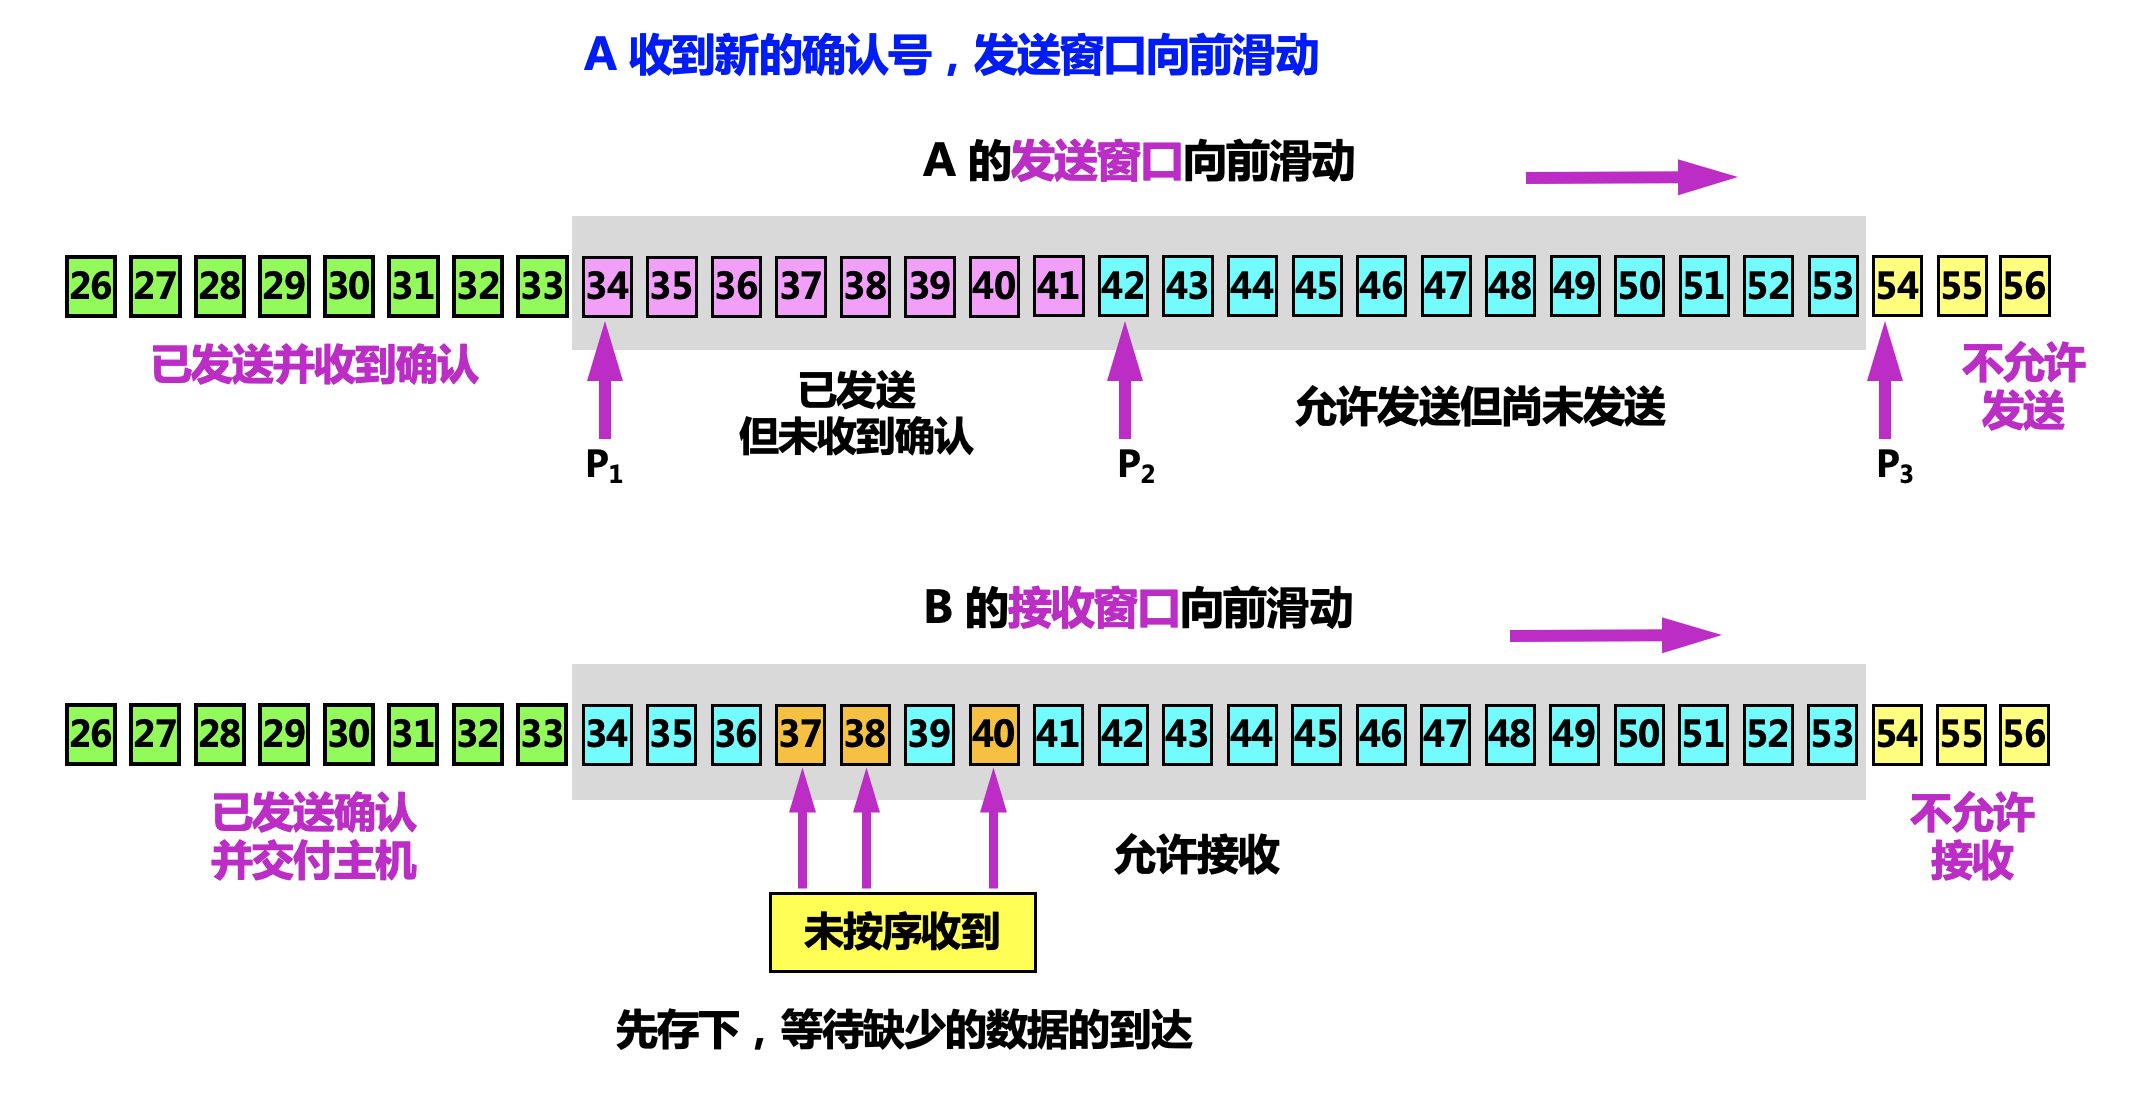 A 收到新的确认号，发送窗口向前滑动
A 的发送窗口向前滑动
26 27 28 29 30 31 32 33 34 35 36 37 38 39 40 41 42 43 44 45 46 47 48 49 50 51 52 53 54 55 56
已发送并收到确认
已发送
但未收到确认
允许发送但尚未发送
不允许
发送
P1 P2 P3
B 的接收窗口向前滑动
26 27 28 29 30 31 32 33 34 35 36 37 38 39 40 41 42 43 44 45 46 47 48 49 50 51 52 53 54 55 56
已发送确认
并交付主机
允许接收
不允许
接收
未按序收到
先存下，等待缺少的数据的到达